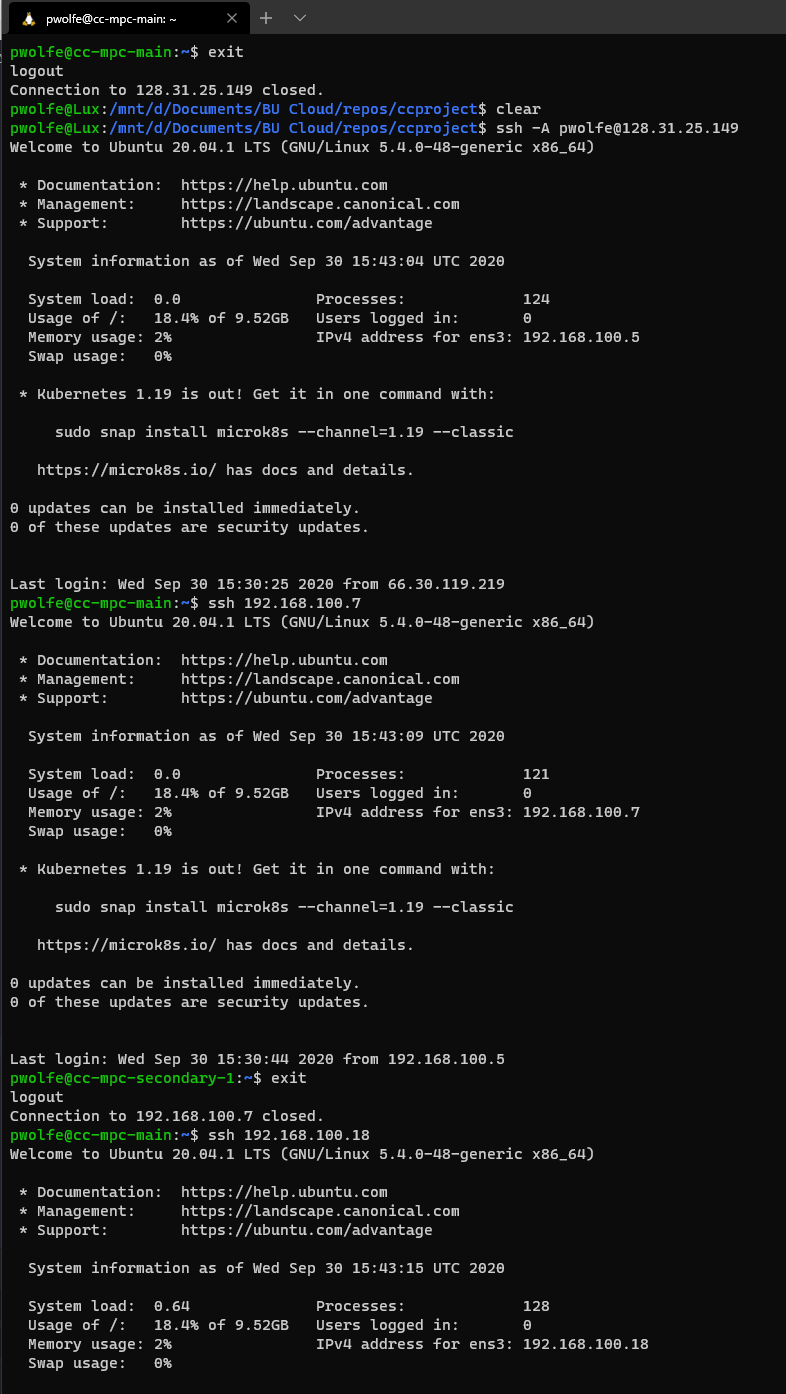 pwolfe@cc-mpc-main: ~
pwolfe@cc-mpc-main:~$ exit
logout
Connection to 128.31.25.149 closed.
pwolfe@Lux:/mnt/d/Documents/BU Cloud/repos/ccproject$ clear
pwolfe@Lux:/mnt/d/Documents/BU Cloud/repos/ccproject$ ssh -A pwolfe@128.31.25.149
Welcome to Ubuntu 20.04.1 LTS (GNU/Linux 5.4.0-48-generic x86_64)

 * Documentation:  https://help.ubuntu.com
 * Management:     https://landscape.canonical.com
 * Support:        https://ubuntu.com/advantage

  System information as of Wed Sep 30 15:43:04 UTC 2020

  System load:  0.0               Processes:             124
  Usage of /:   18.4% of 9.52GB   Users logged in:       0
  Memory usage: 2%                IPv4 address for ens3: 192.168.100.5
  Swap usage:   0%

 * Kubernetes 1.19 is out! Get it in one command with:

     sudo snap install microk8s --channel=1.19 --classic

   https://microk8s.io/ has docs and details.

0 updates can be installed immediately.
0 of these updates are security updates.


Last login: Wed Sep 30 15:30:25 2020 from 66.30.119.219
pwolfe@cc-mpc-main:~$ ssh 192.168.100.7
Welcome to Ubuntu 20.04.1 LTS (GNU/Linux 5.4.0-48-generic x86_64)

 * Documentation:  https://help.ubuntu.com
 * Management:     https://landscape.canonical.com
 * Support:        https://ubuntu.com/advantage

  System information as of Wed Sep 30 15:43:09 UTC 2020

  System load:  0.0               Processes:             121
  Usage of /:   18.4% of 9.52GB   Users logged in:       0
  Memory usage: 2%                IPv4 address for ens3: 192.168.100.7
  Swap usage:   0%

 * Kubernetes 1.19 is out! Get it in one command with:

     sudo snap install microk8s --channel=1.19 --classic

   https://microk8s.io/ has docs and details.

0 updates can be installed immediately.
0 of these updates are security updates.


Last login: Wed Sep 30 15:30:44 2020 from 192.168.100.5
pwolfe@cc-mpc-secondary-1:~$ exit
logout
Connection to 192.168.100.7 closed.
pwolfe@cc-mpc-main:~$ ssh 192.168.100.18
Welcome to Ubuntu 20.04.1 LTS (GNU/Linux 5.4.0-48-generic x86_64)

 * Documentation:  https://help.ubuntu.com
 * Management:     https://landscape.canonical.com
 * Support:        https://ubuntu.com/advantage

  System information as of Wed Sep 30 15:43:15 UTC 2020

  System load:  0.64              Processes:             128
  Usage of /:   18.4% of 9.52GB   Users logged in:       0
  Memory usage: 2%                IPv4 address for ens3: 192.168.100.18
  Swap usage:   0%